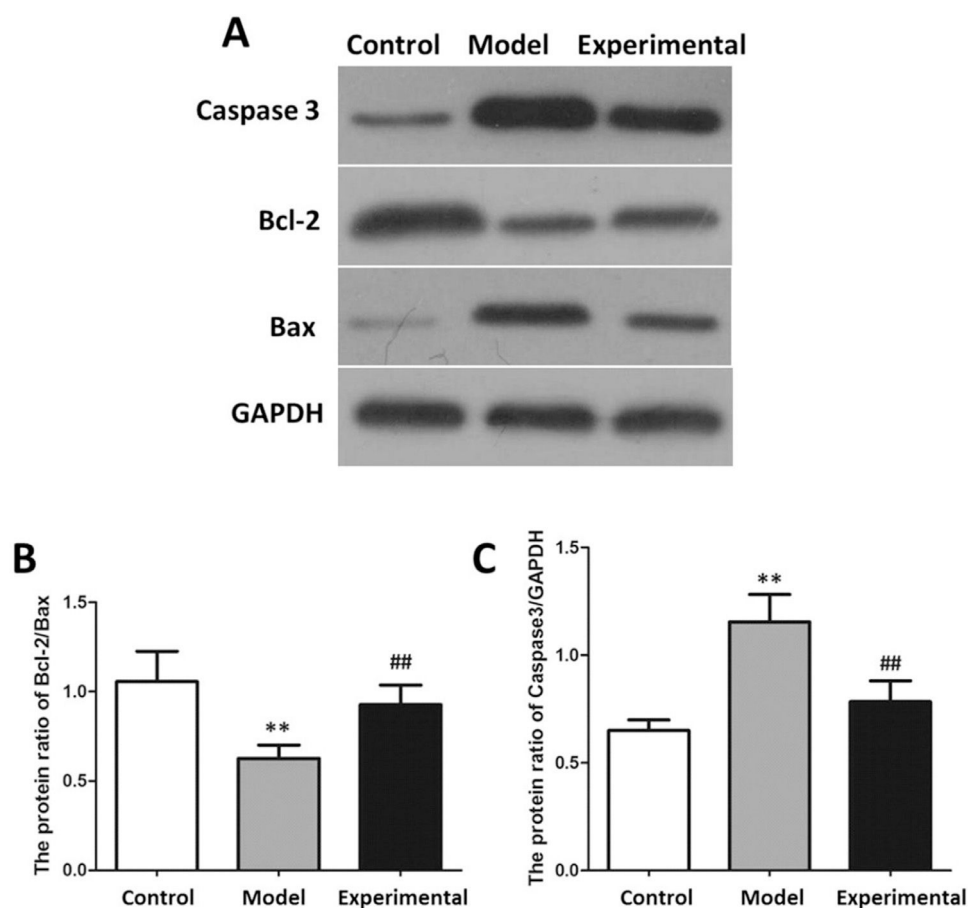 A
Control Model Experimental
Caspase 3
Bcl-2
Bax
GAPDH
B
The protein ratio of Bcl-2/Bax
1.5
1.0
0.5
0.0
**
##
Control Model Experimental
C
The protein ratio of Caspase3/GAPDH
1.5
1.0
0.5
0.0
**
##
Control Model Experimental